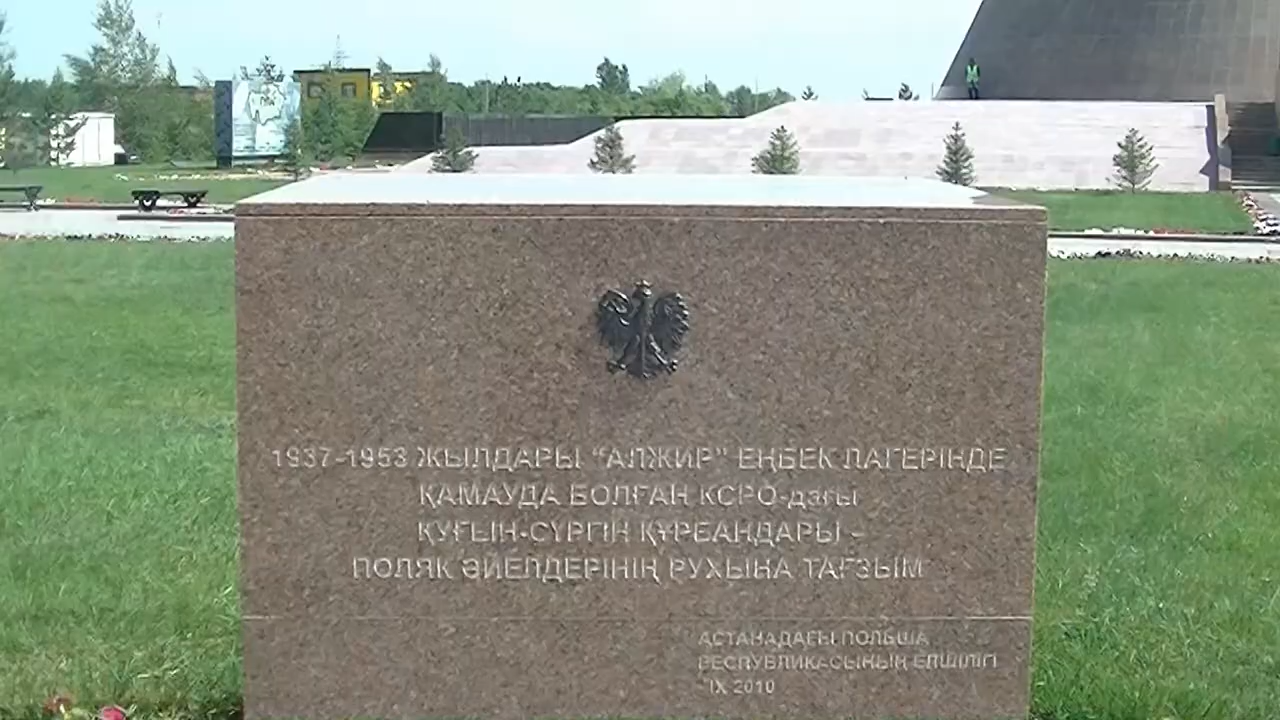 1937-1953 ЖЫЛДАРЫ “АЛЖИР” ЕҢБЕК ЛАГЕРІНДЕ
ҚАМАУДА БОЛҒАН КСРО-дағы
ҚУҒЫН-СҮРГІН ҚҰРБАНДАРЫ –
ПОЛЯК ӘЙЕЛДЕРІНІҢ РУХЫНА ТАҒЗЫМ
АСТАНАДАҒЫ ПОЛЬША
РЕСПУБЛИКАСЫНЫҢ ЕЛШІЛІГІ
IX 2010